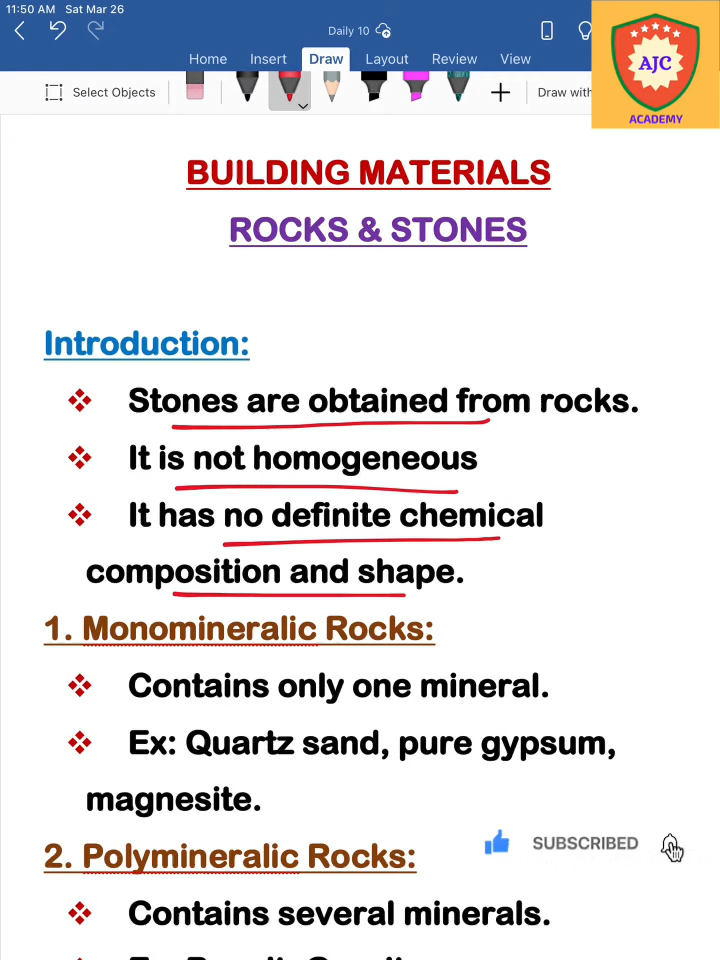 11:50 AM Sat Mar 26
Daily 10
Home Insert Draw Layout Review View
Select Objects
Draw with
AJC
ACADEMY
BUILDING MATERIALS
ROCKS & STONES
Introduction:
❖ Stones are obtained from rocks.
❖ It is not homogeneous
❖ It has no definite chemical
composition and shape.
1. Monomineralic Rocks:
❖ Contains only one mineral.
❖ Ex: Quartz sand, pure gypsum,
magnesite.
SUBSCRIBED
2. Polymineralic Rocks:
❖ Contains several minerals.